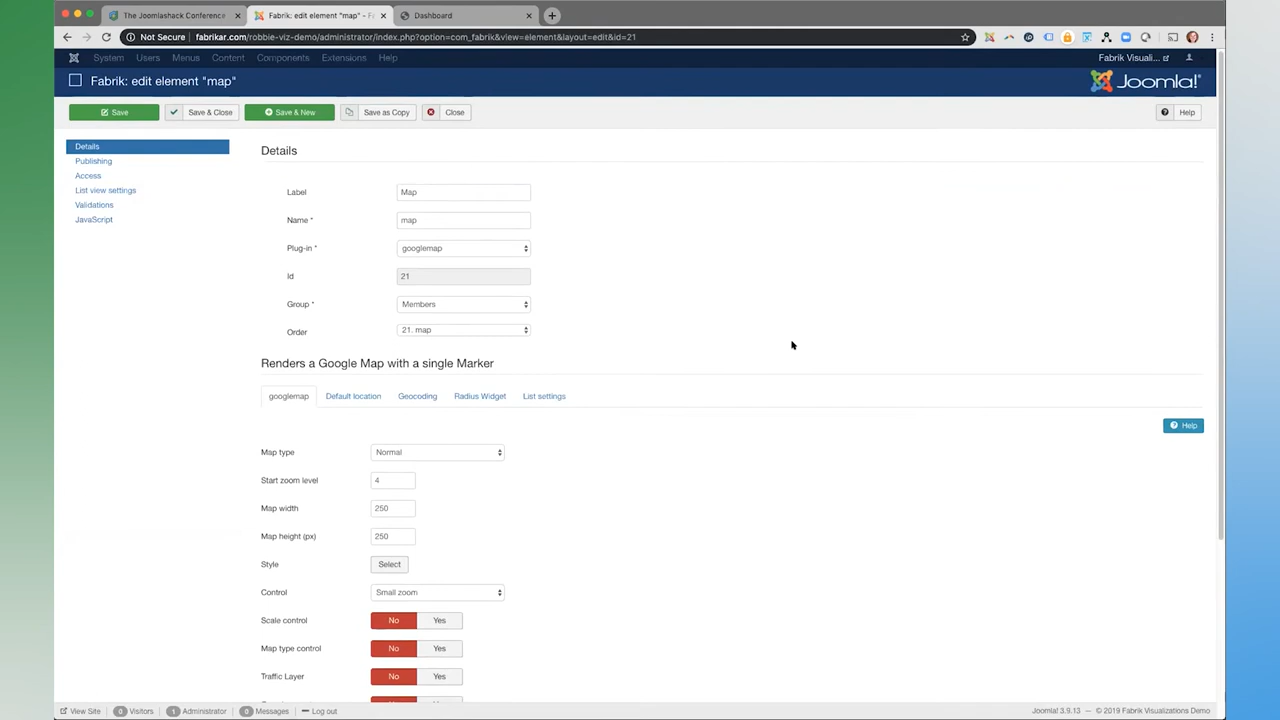 The Joomlashack Conference
Fabrik: edit element "map" - F
Dashboard
Not Secure
fabrikar.com/robbie-viz-demo/administrator/index.php?option=com_fabrik&view=element&layout=edit&id=21
System Users Menus Content Components Extensions Help
Fabrik Visuali...
Fabrik: edit element "map"
Joomla!
Save
Save & Close
Save & New
Save as Copy
Close
Help
Details
Publishing
Access
List view settings
Validations
JavaScript
Details
Label Map
Name * map
Plug-in * googlemap
Id 21
Group * Members
Order 21. map
Renders a Google Map with a single Marker
googlemap Default location Geocoding Radius Widget List settings
Help
Map type Normal
Start zoom level 4
Map width 250
Map height (px) 250
Style Select
Control Small zoom
Scale control No Yes
Map type control No Yes
Traffic Layer No Yes
View Site 0 Visitors 1 Administrator 0 Messages Log out
Joomla! 3.9.13 — © 2019 Fabrik Visualizations Demo